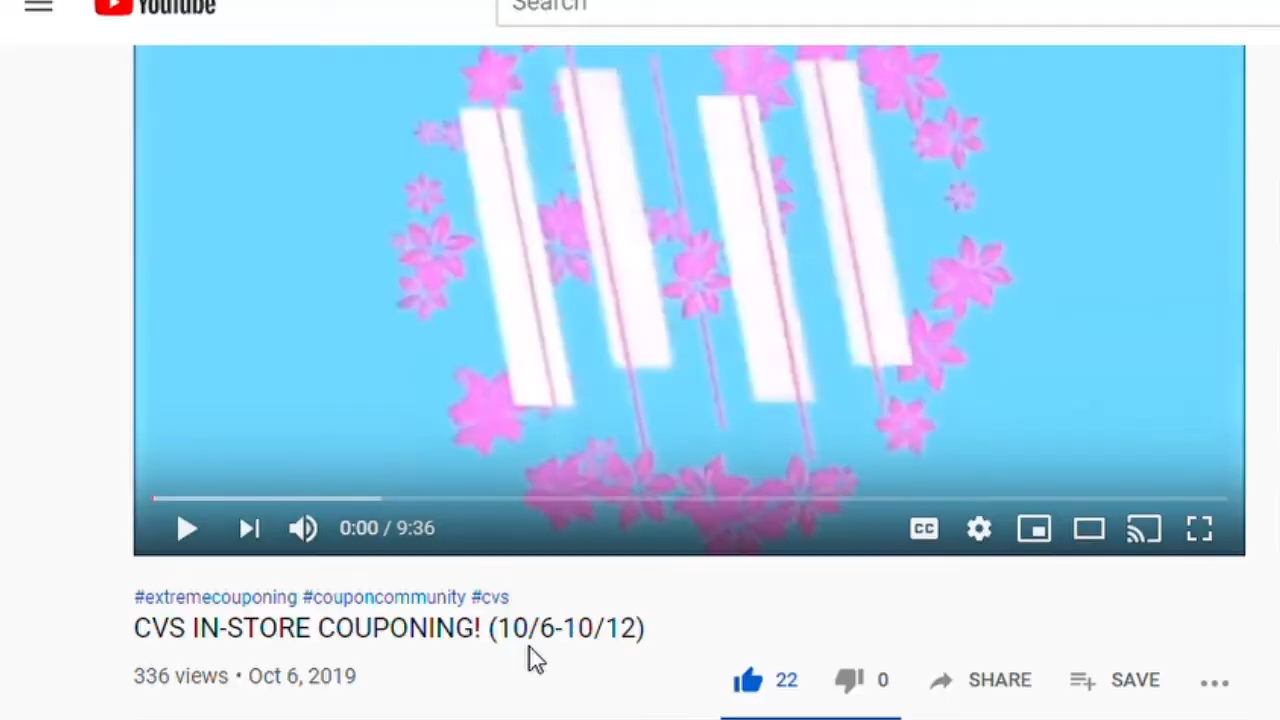 YouTube
Search
0:00 / 9:36
CC
#extremecouponing #couponcommunity #cvs
CVS IN-STORE COUPONING! (10/6-10/12)
336 views • Oct 6, 2019
22
0
SHARE
SAVE